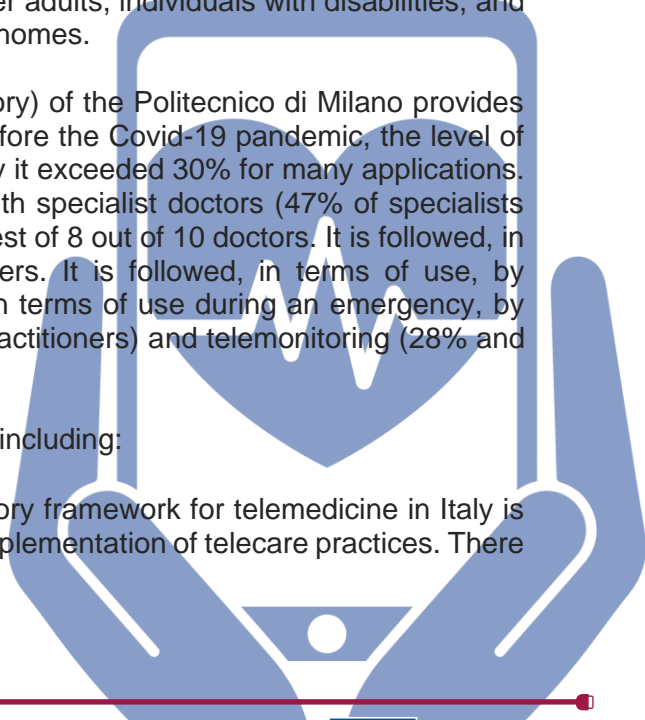 er adults, individuals with disabilities, and
homes.
ory) of the Politecnico di Milano provides
fore the Covid-19 pandemic, the level of
y it exceeded 30% for many applications.
th specialist doctors (47% of specialists
est of 8 out of 10 doctors. It is followed, in
ers. It is followed, in terms of use, by
n terms of use during an emergency, by
actitioners) and telemonitoring (28% and
including:
ory framework for telemedicine in Italy is
plementation of telecare practices. There